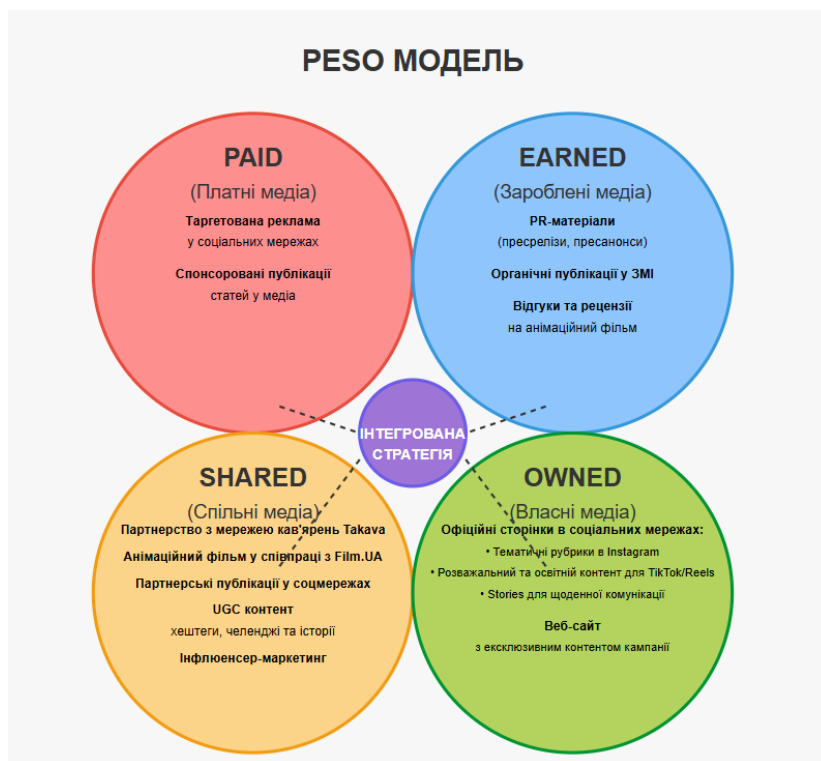 PESO МОДЕЛЬ
PAID
(Платні медіа)
Таргетована реклама
у соціальних мережах
Спонсоровані публікації
статей у медіа
EARNED
(Зароблені медіа)
PR-матеріали
(пресрелізи, пресанонси)
Органічні публікації у ЗМІ
Відгуки та рецензії
на анімаційний фільм
ІНТЕГРОВАНА
СТРАТЕГІЯ
SHARED
(Спільні медіа)
Партнерство з мережею кав'ярень Takava
Анімаційний фільм у співпраці з Film.UA
Партнерські публікації у соцмережах
UGC контент
хештеги, челенджі та історії
Інфлюенсер-маркетинг
OWNED
(Власні медіа)
Офіційні сторінки в соціальних мережах:
• Тематичні рубрики в Instagram
• Розважальний та освітній контент для TikTok/Reels
• Stories для щоденної комунікації
Веб-сайт
з ексклюзивним контентом кампанії